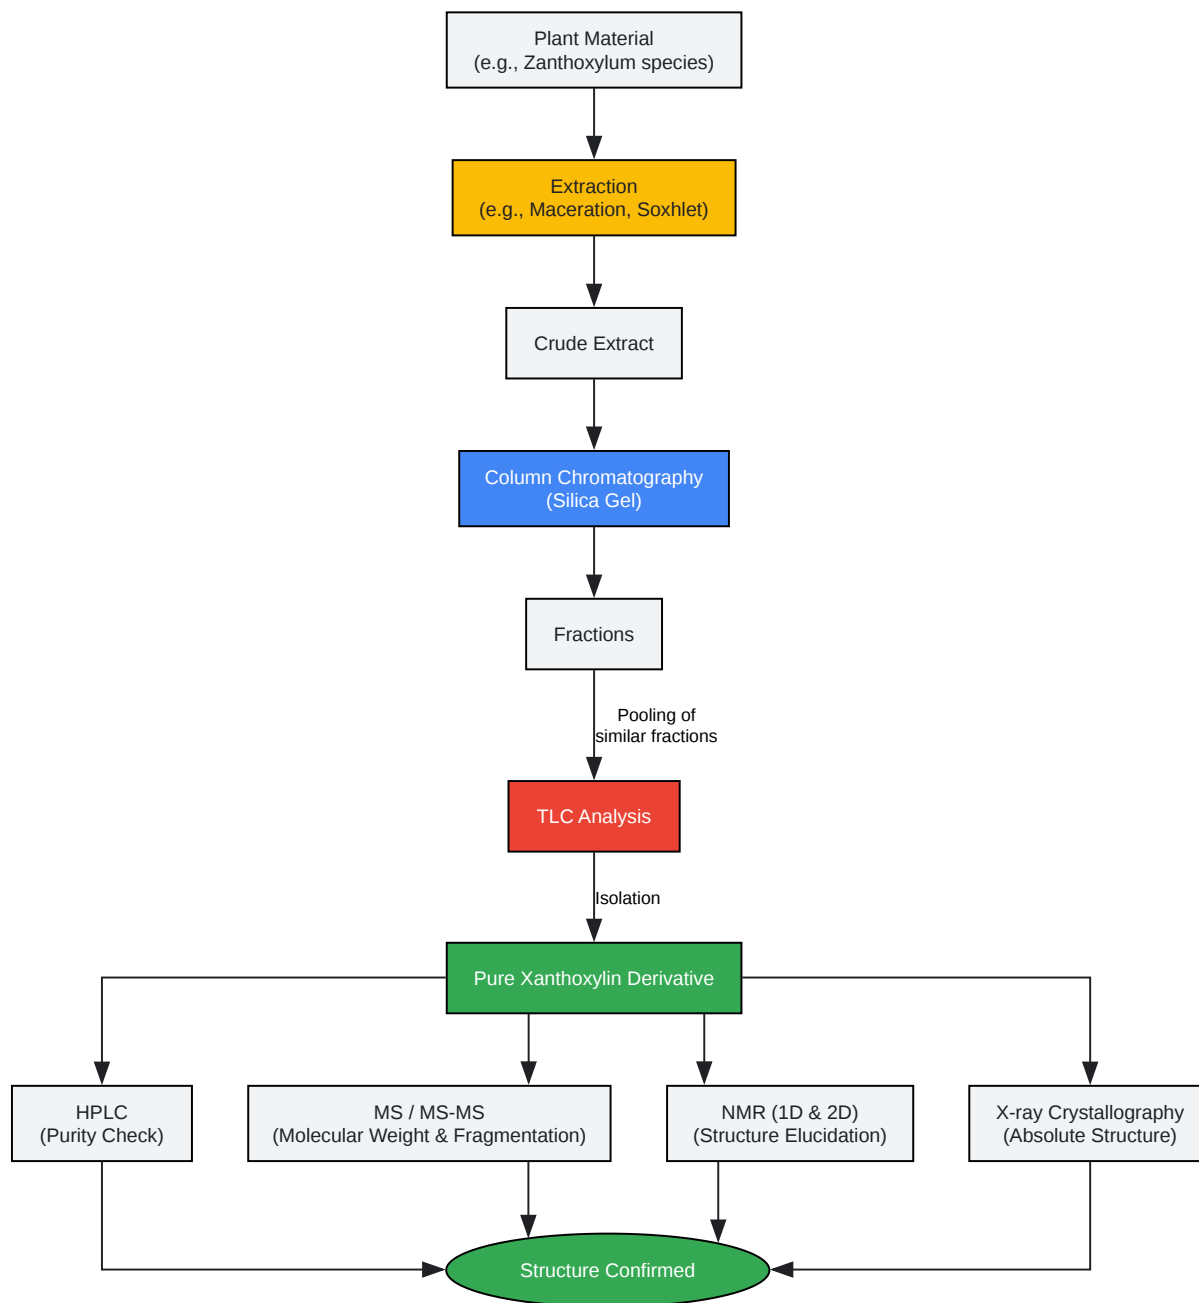 Plant Material
(e.g., Zanthoxylum species)
Extraction
(e.g., Maceration, Soxhlet)
Crude Extract
Column Chromatography
(Silica Gel)
Fractions
Pooling of
similar fractions
TLC Analysis
Isolation
Pure Xanthoxylin Derivative
HPLC
(Purity Check)
MS / MS-MS
(Molecular Weight & Fragmentation)
NMR (1D & 2D)
(Structure Elucidation)
X-ray Crystallography
(Absolute Structure)
Structure Confirmed